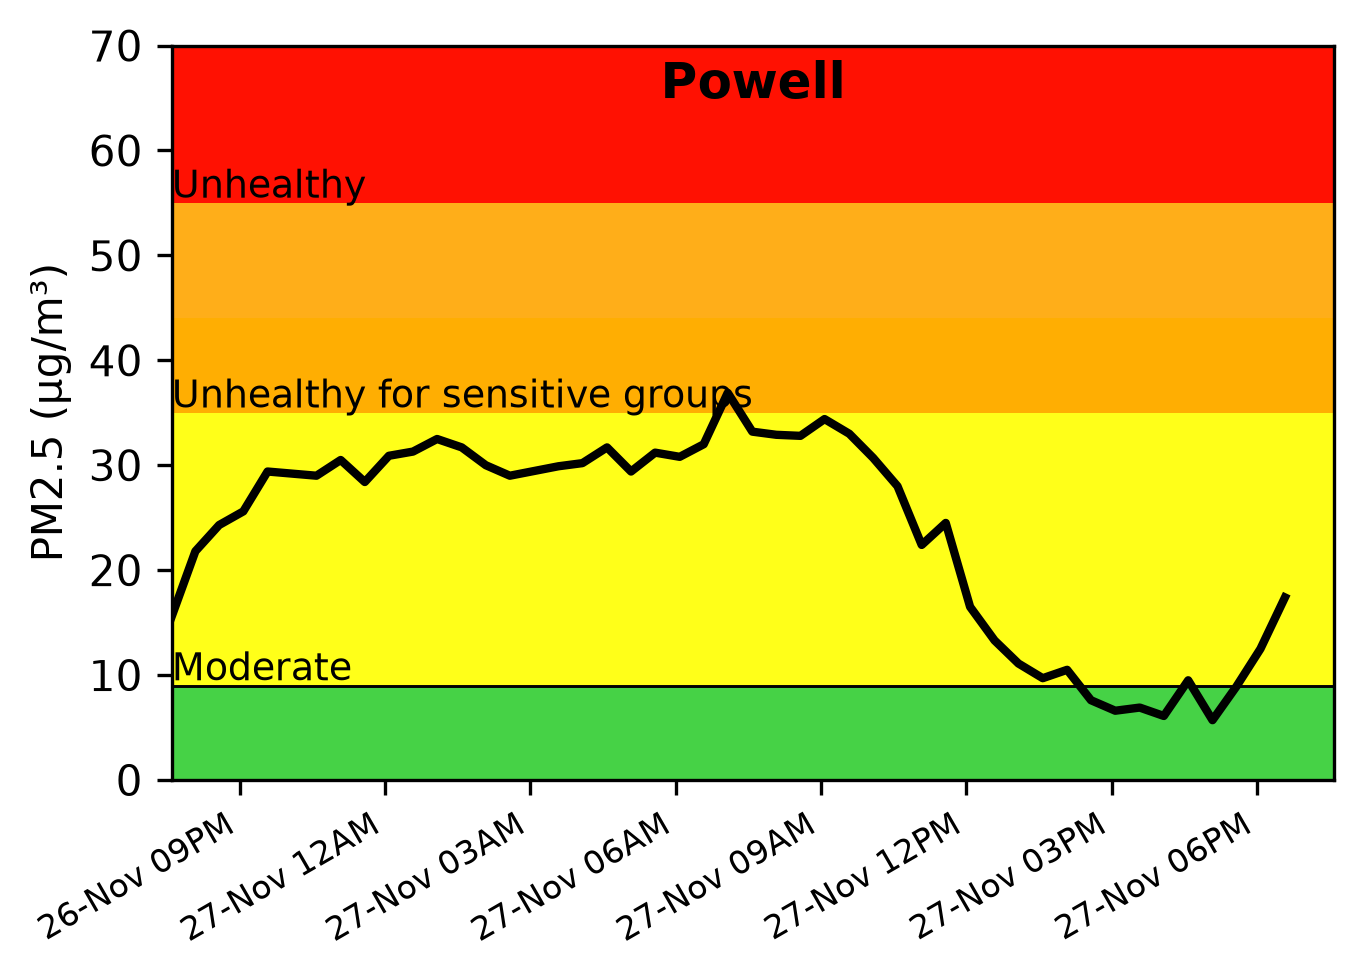 Powell
PM2.5 (µg/m³)
70
60
50
40
30
20
10
0
Unhealthy
Unhealthy for sensitive groups
Moderate
26-Nov 09PM
27-Nov 12AM
27-Nov 03AM
27-Nov 06AM
27-Nov 09AM
27-Nov 12PM
27-Nov 03PM
27-Nov 06PM